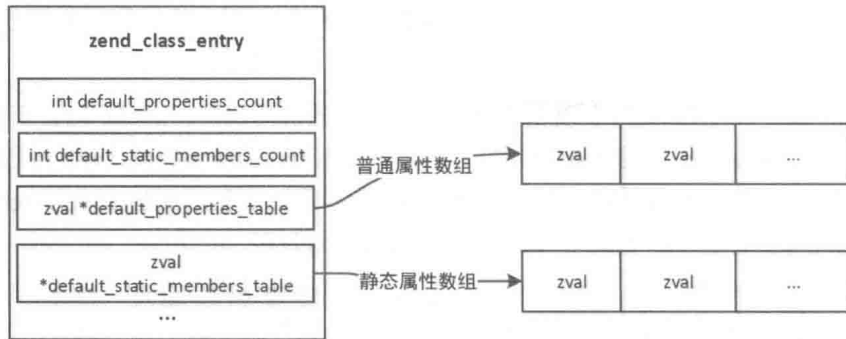 zend_class_entry
int default_properties_count
int default_static_members_count
zval *default_properties_table
zval
*default_static_members_table
...
普通属性数组
zval zval ...
静态属性数组
zval zval ...